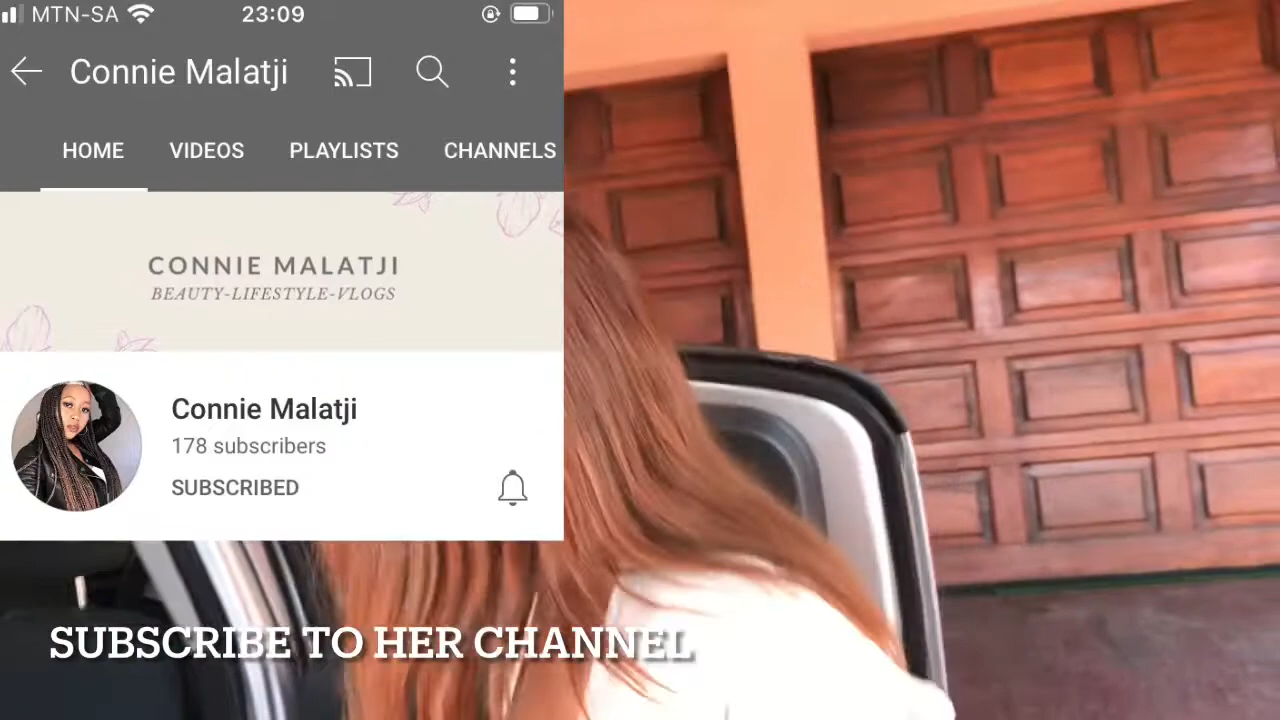 MTN-SA 23:09
Connie Malatji
HOME VIDEOS PLAYLISTS CHANNELS
CONNIE MALATJI
BEAUTY-LIFESTYLE-VLOGS
Connie Malatji
178 subscribers
SUBSCRIBED
SUBSCRIBE TO HER CHANNEL